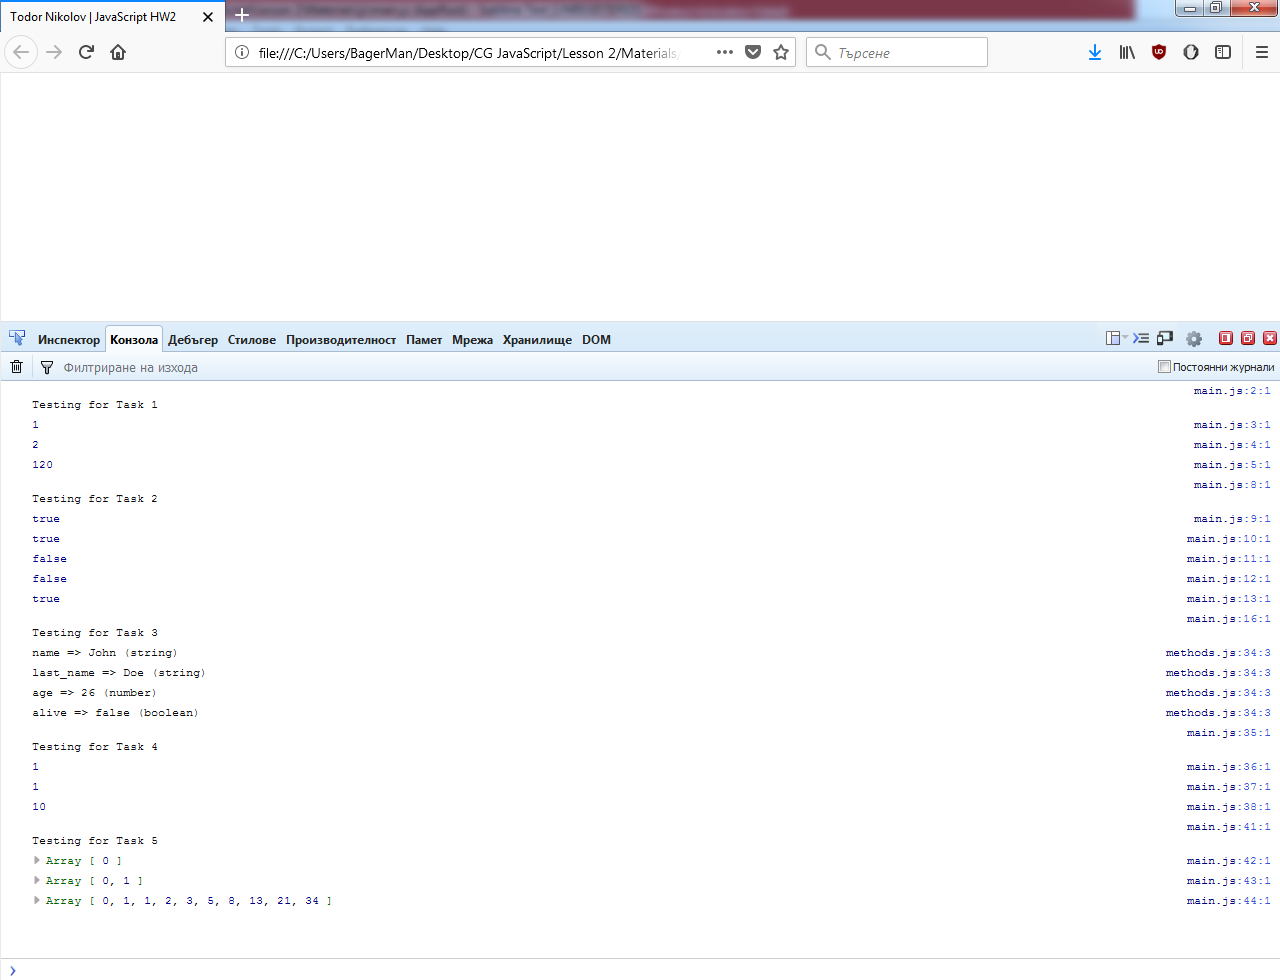 Todor Nikolov | JavaScript HW2
file:///C:/Users/BagerMan/Desktop/CG JavaScript/Lesson 2/Materials/
Търсене
Инспектор Конзола Дебъгер Стилове Производителност Памет Мрежа Хранилище DOM
Филтриране на изхода Постоянни журнали
main.js:2:1
Testing for Task 1
1 main.js:3:1
2 main.js:4:1
120 main.js:5:1
main.js:8:1
Testing for Task 2
true main.js:9:1
true main.js:10:1
false main.js:11:1
false main.js:12:1
true main.js:13:1
main.js:16:1
Testing for Task 3
name => John (string) methods.js:34:3
last_name => Doe (string) methods.js:34:3
age => 26 (number) methods.js:34:3
alive => false (boolean) methods.js:34:3
main.js:35:1
Testing for Task 4
1 main.js:36:1
1 main.js:37:1
10 main.js:38:1
main.js:41:1
Testing for Task 5
Array [ 0 ] main.js:42:1
Array [ 0, 1 ] main.js:43:1
Array [ 0, 1, 1, 2, 3, 5, 8, 13, 21, 34 ] main.js:44:1